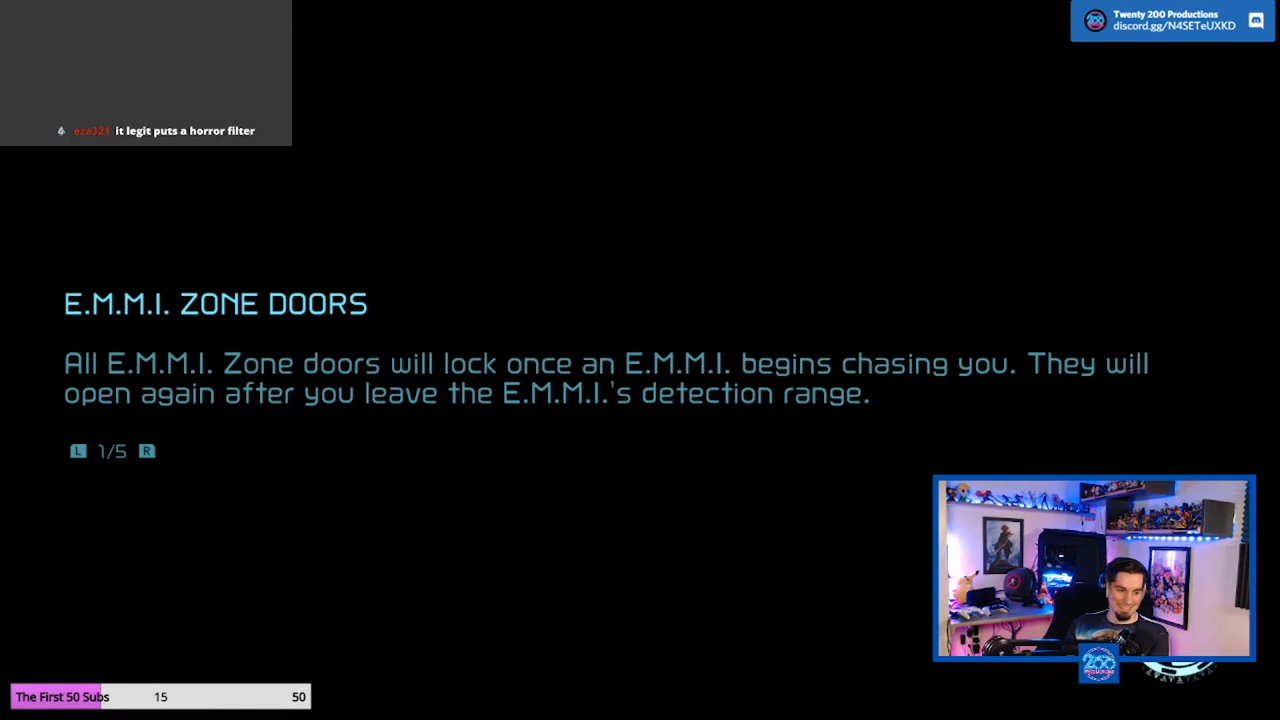 Twenty 200 Productions
discord.gg/N4SETeUXKD
eza321 it legit puts a horror filter
E.M.M.I. ZONE DOORS
All E.M.M.I. Zone doors will lock once an E.M.M.I. begins chasing you. They will
open again after you leave the E.M.M.I.'s detection range.
L 1/5 R
200
The First 50 Subs 15 50